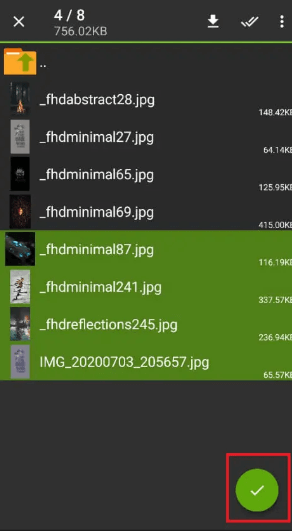 4 / 8
756.02KB
..
_fhdabstract28.jpg
148.42KB
_fhdminimal27.jpg
64.14KB
_fhdminimal65.jpg
125.95KB
_fhdminimal69.jpg
415.00KB
_fhdminimal87.jpg
116.19KB
_fhdminimal241.jpg
337.57KB
_fhdreflections245.jpg
236.94KB
IMG_20200703_205657.jpg
65.57KB